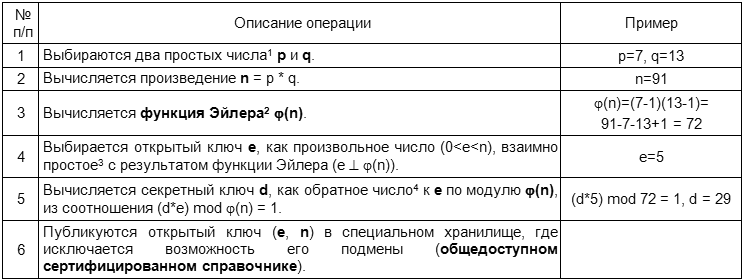 №
п/п
Описание операции
Пример
1
Выбираются два простых числа¹ p и q.
p=7, q=13
2
Вычисляется произведение n = p * q.
n=91
3
Вычисляется функция Эйлера² φ(n).
φ(n)=(7-1)(13-1)=
91-7-13+1 = 72
4
Выбирается открытый ключ e, как произвольное число (0<e<n), взаимно
простое³ с результатом функции Эйлера (e ⊥ φ(n)).
e=5
5
Вычисляется секретный ключ d, как обратное число⁴ к e по модулю φ(n),
из соотношения (d*e) mod φ(n) = 1.
(d*5) mod 72 = 1, d = 29
6
Публикуются открытый ключ (e, n) в специальном хранилище, где
исключается возможность его подмены (общедоступном
сертифицированном справочнике).